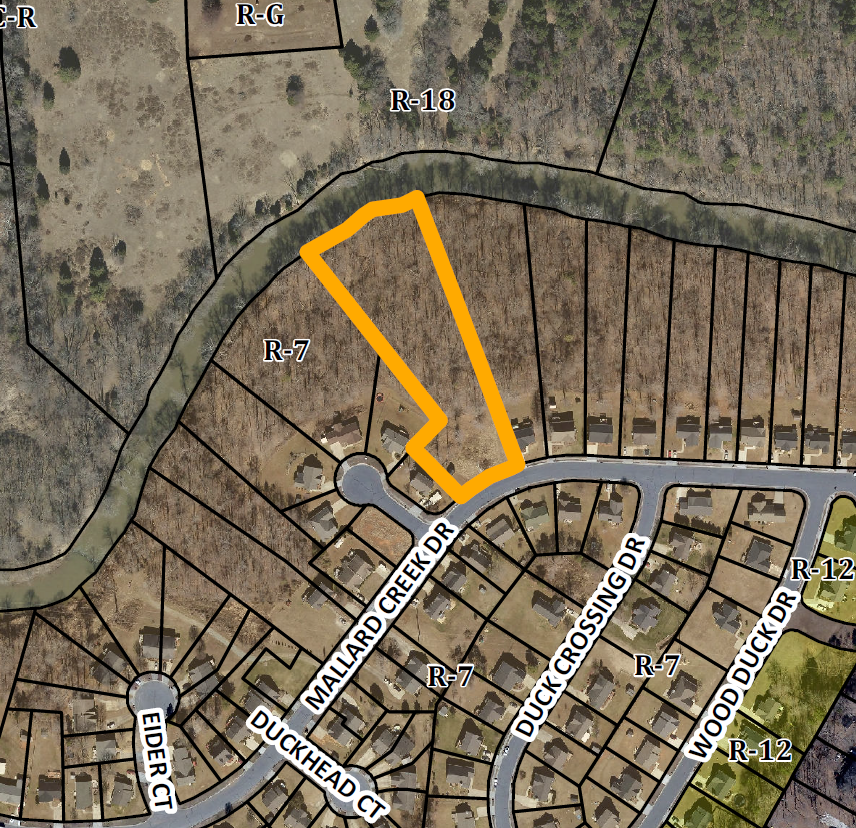 R-G
R-18
R-7
MALLARD CREEK DR
DUCK CROSSING DR
R-12
WOOD DUCK DR
R-7
R-7
R-12
EIDER CT
DUCKHEAD CT